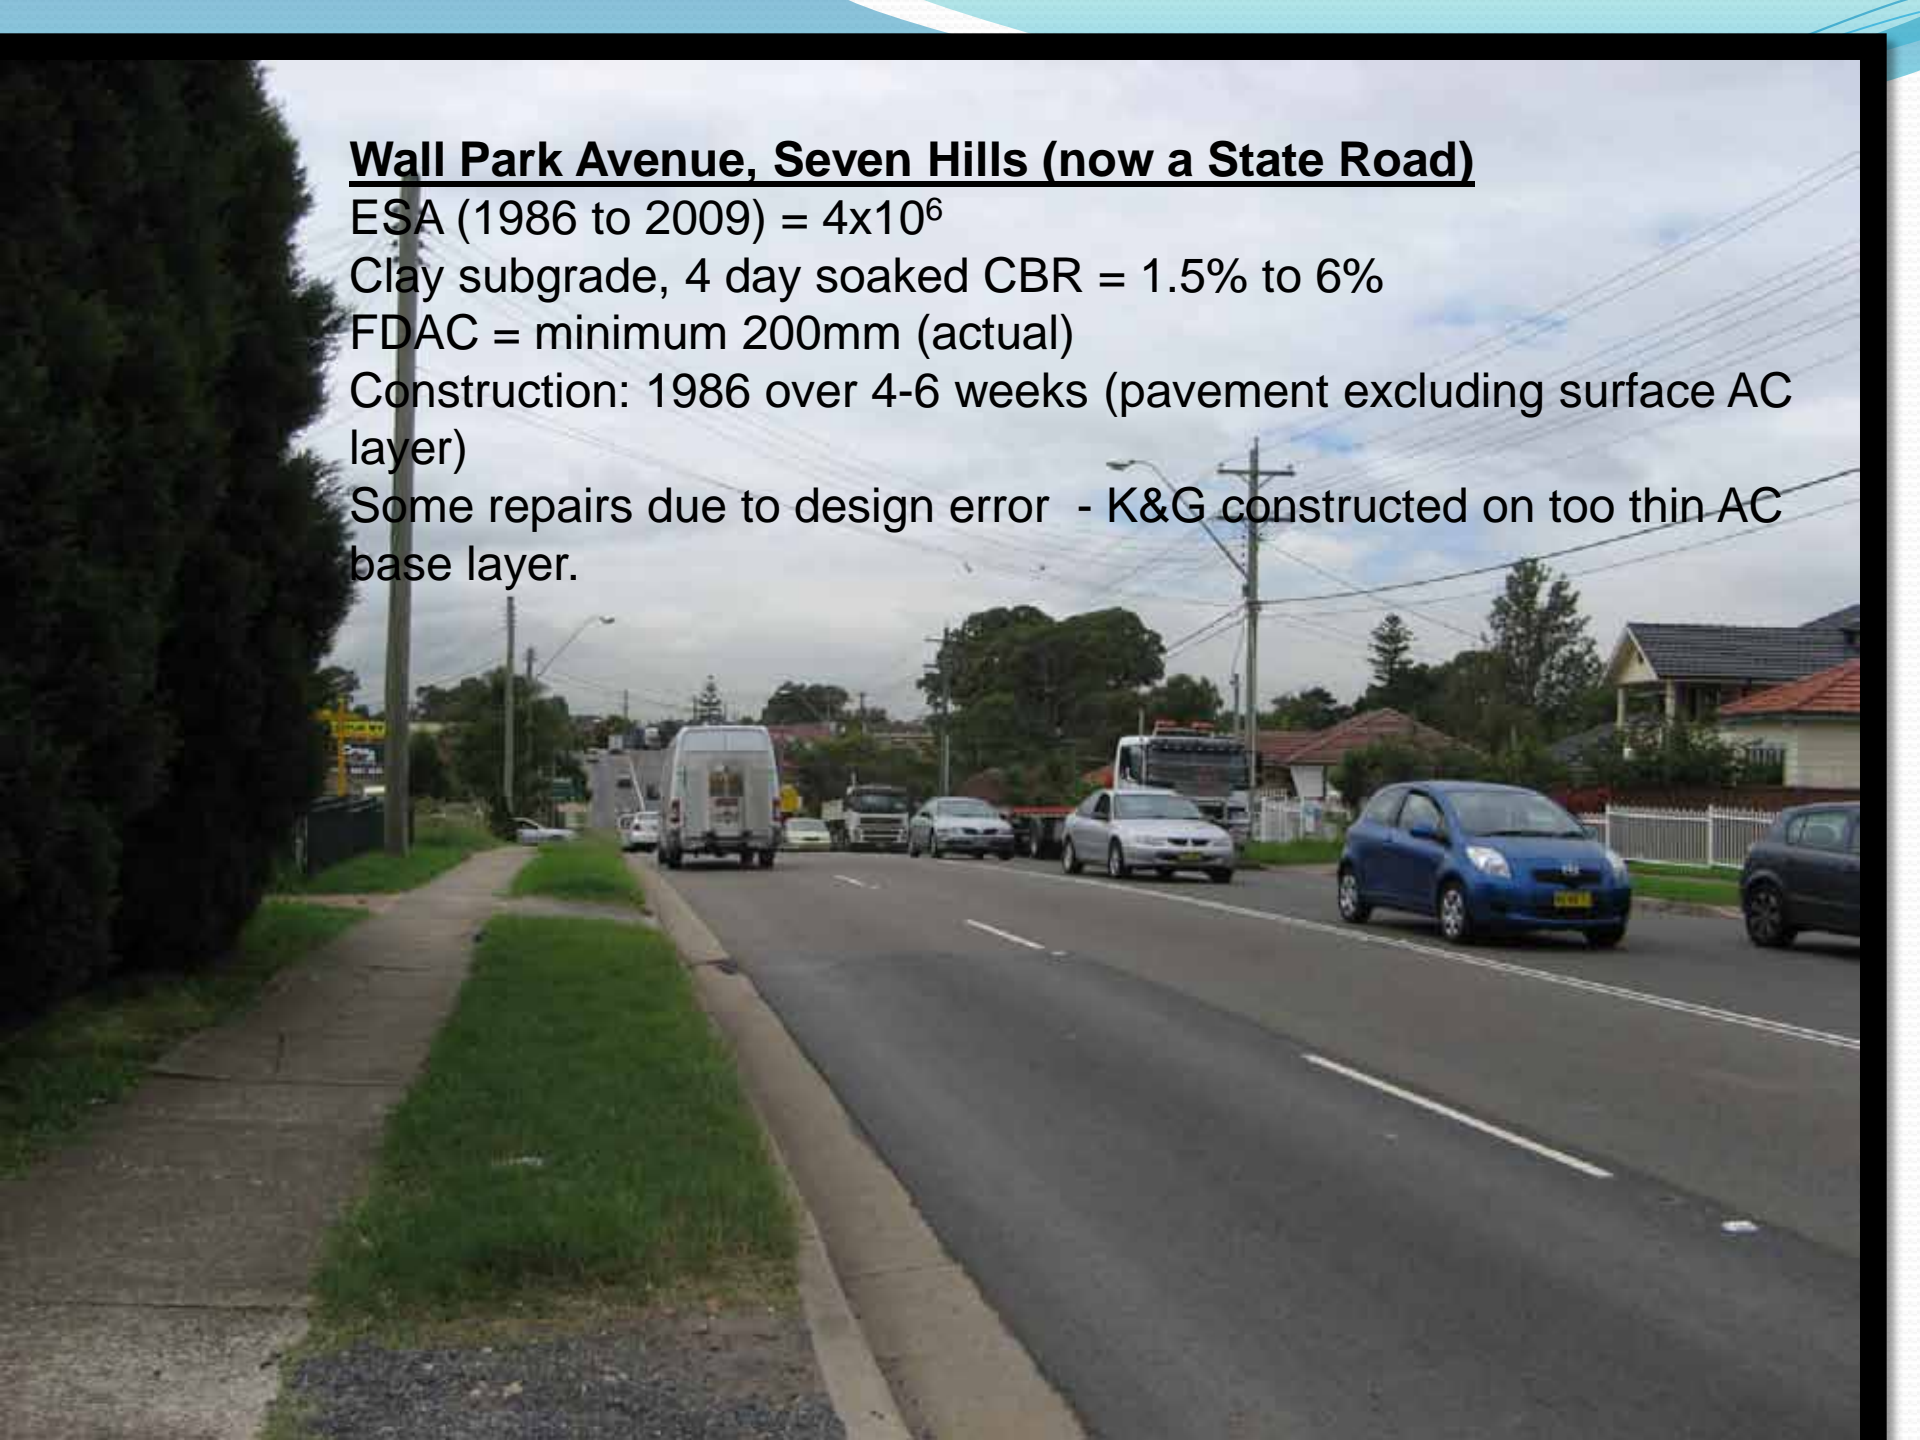 Wall Park Avenue, Seven Hills (now a State Road)
ESA (1986 to 2009) = 4x10⁶
Clay subgrade, 4 day soaked CBR = 1.5% to 6%
FDAC = minimum 200mm (actual)
Construction: 1986 over 4-6 weeks (pavement excluding surface AC
layer)
Some repairs due to design error  - K&G constructed on too thin AC
base layer.